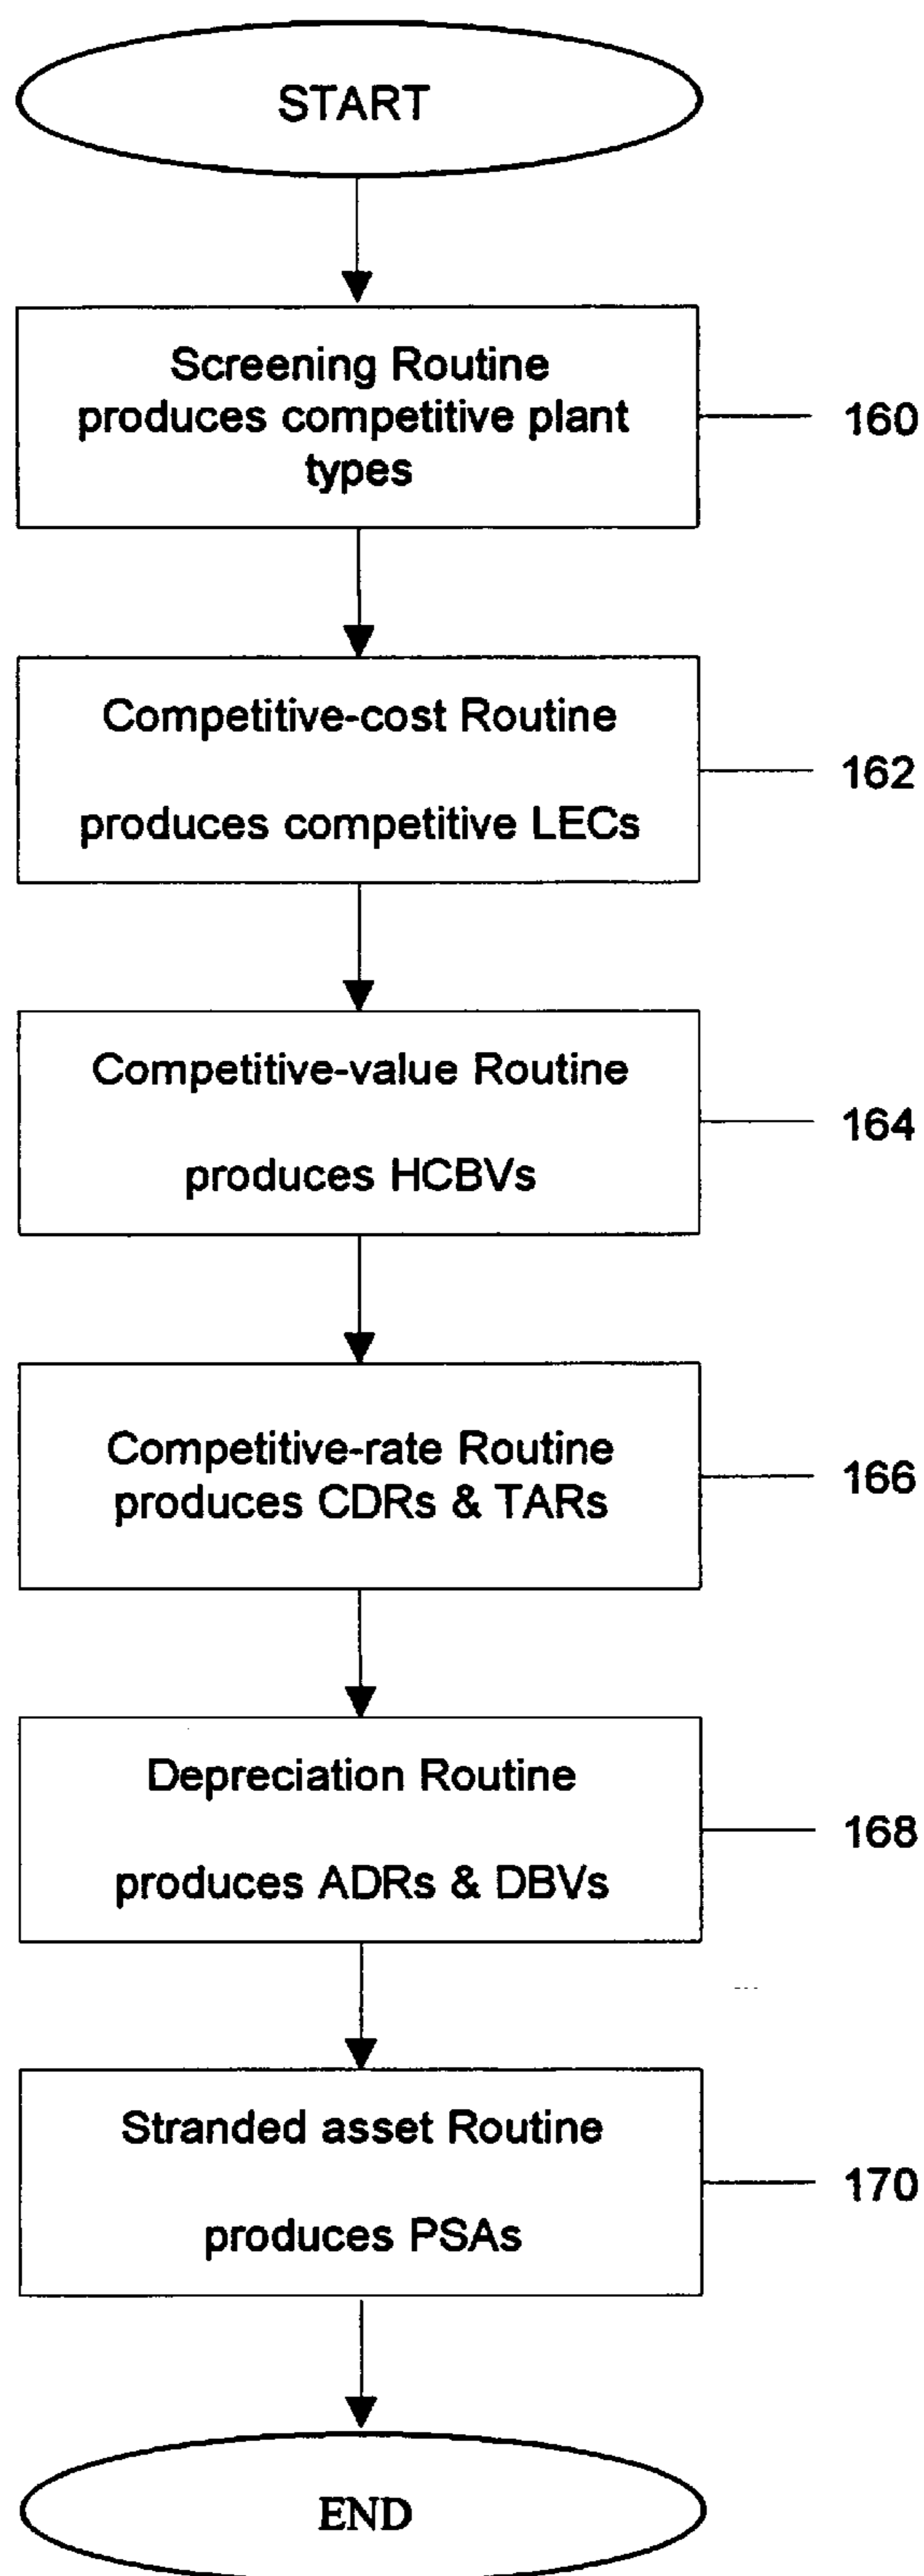 START
Screening Routine
produces competitive plant
types
160
Competitive-cost Routine
produces competitive LECs
162
Competitive-value Routine
produces HCBVs
164
Competitive-rate Routine
produces CDRs & TARs
166
Depreciation Routine
produces ADRs & DBVs
168
Stranded asset Routine
produces PSAs
170
END